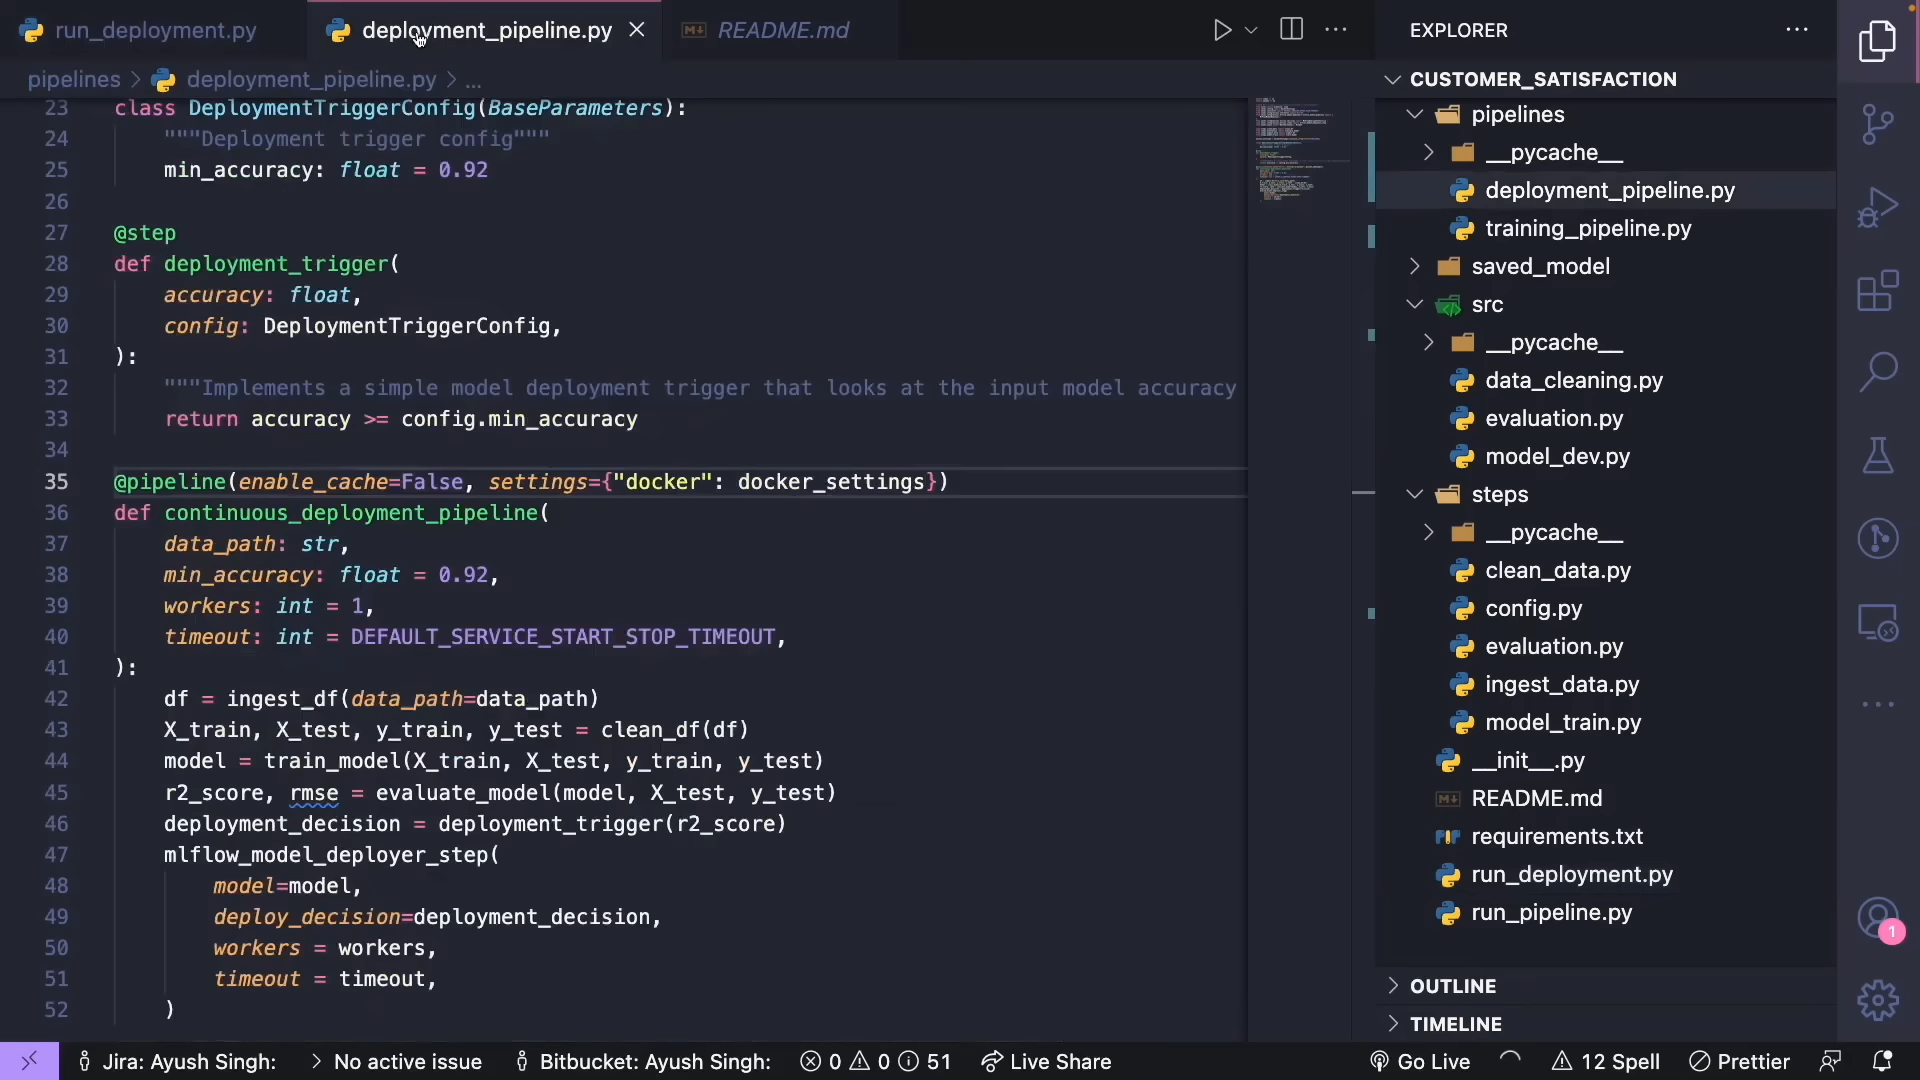 run_deployment.py
deployment_pipeline.py
README.md
pipelines > deployment_pipeline.py > ...
23 class DeploymentTriggerConfig(BaseParameters):
24 """Deployment trigger config"""
25 min_accuracy: float = 0.92
26
27 @step
28 def deployment_trigger(
29 accuracy: float,
30 config: DeploymentTriggerConfig,
31 ):
32 """Implements a simple model deployment trigger that looks at the input model accuracy
33 return accuracy >= config.min_accuracy
34
35 @pipeline(enable_cache=False, settings={"docker": docker_settings})
36 def continuous_deployment_pipeline(
37 data_path: str,
38 min_accuracy: float = 0.92,
39 workers: int = 1,
40 timeout: int = DEFAULT_SERVICE_START_STOP_TIMEOUT,
41 ):
42 df = ingest_df(data_path=data_path)
43 X_train, X_test, y_train, y_test = clean_df(df)
44 model = train_model(X_train, X_test, y_train, y_test)
45 r2_score, rmse = evaluate_model(model, X_test, y_test)
46 deployment_decision = deployment_trigger(r2_score)
47 mlflow_model_deployer_step(
48 model=model,
49 deploy_decision=deployment_decision,
50 workers = workers,
51 timeout = timeout,
52 )
EXPLORER
CUSTOMER_SATISFACTION
pipelines
__pycache__
deployment_pipeline.py
training_pipeline.py
saved_model
src
__pycache__
data_cleaning.py
evaluation.py
model_dev.py
steps
__pycache__
clean_data.py
config.py
evaluation.py
ingest_data.py
model_train.py
__init__.py
README.md
requirements.txt
run_deployment.py
run_pipeline.py
OUTLINE
TIMELINE
1
Jira: Ayush Singh: > No active issue Bitbucket: Ayush Singh: 0 0 51 Live Share Go Live 12 Spell Prettier